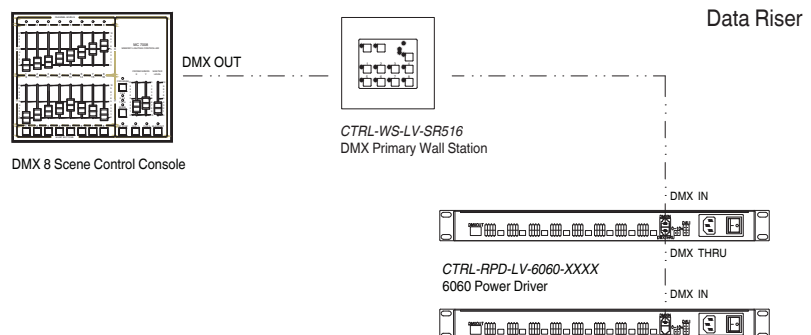 Data Riser
DMX OUT
CTRL-WS-LV-SR516
DMX Primary Wall Station
DMX 8 Scene Control Console
DMX IN
DMX THRU
CTRL-RPD-LV-6060-XXXX
6060 Power Driver
DMX IN